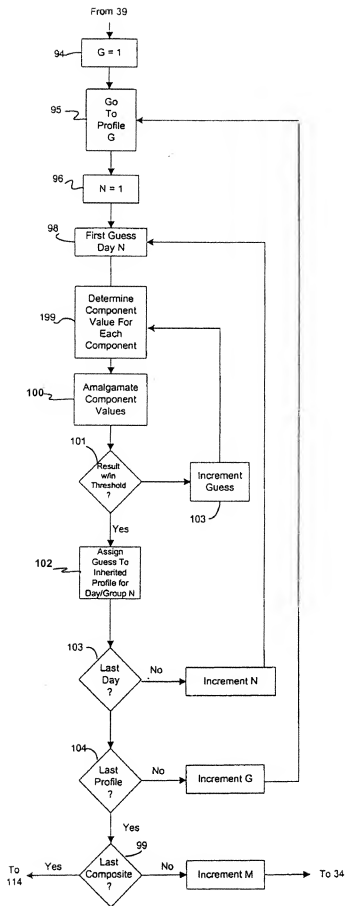 From 39
94
G = 1
95
Go
To
Profile
G
96
N = 1
98
First Guess
Day N
199
Determine
Component
Value For
Each
Component
100
Amalgamate
Component
Values
101
Result
w/in
Threshold
?
Increment
Guess
103
Yes
102
Assign
Guess To
Inherited
Profile for
Day/Group N
103
Last
Day
?
No
Increment N
104
Last
Profile
?
No
Increment G
Yes
99
To
114
Yes
Last
Composite
?
No
Increment M
To 34